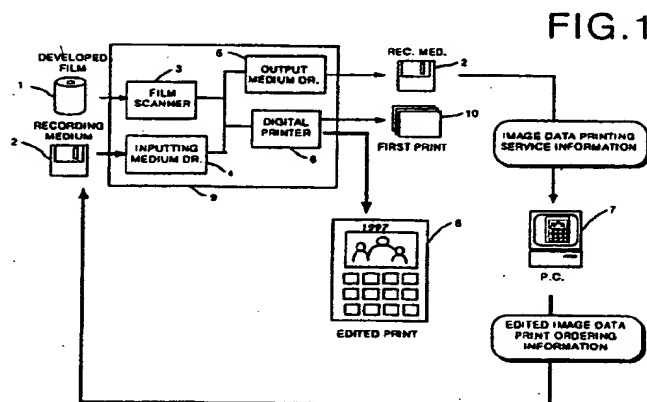 FIG.1
DEVELOPED
FILM
1
3
FILM
SCANNER
RECORDING
MEDIUM
2
INPUTTING
MEDIUM DR.
4
9
5
OUTPUT
MEDIUM DR.
DIGITAL
PRINTER
6
REC. MED.
2
10
FIRST PRINT
IMAGE DATA PRINTING
SERVICE INFORMATION
7
P.C.
1997
8
EDITED PRINT
EDITED IMAGE DATA
PRINT ORDERING
INFORMATION